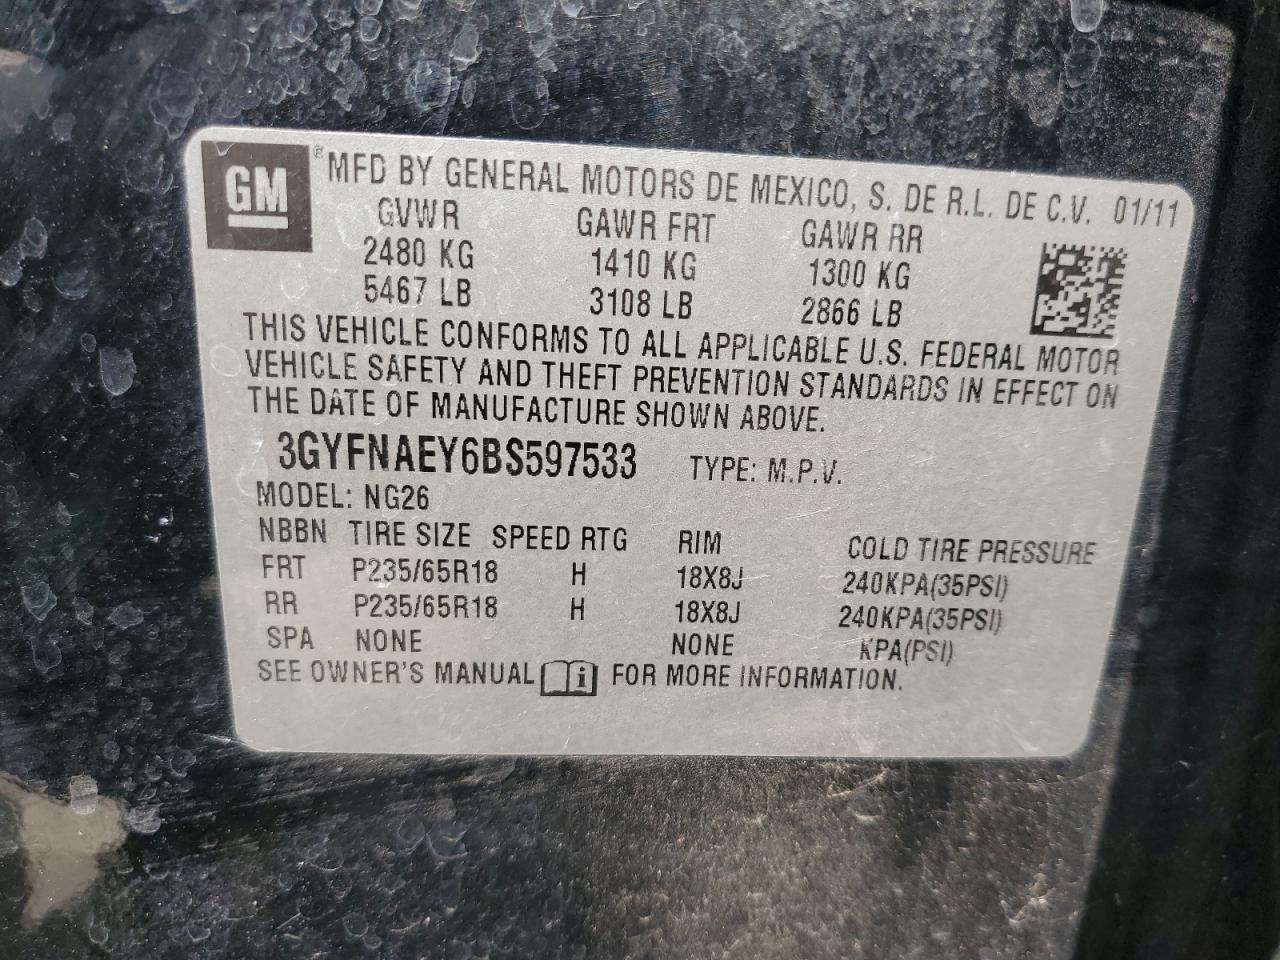 GM ® MFD BY GENERAL MOTORS DE MEXICO, S. DE R.L. DE C.V. 01/11
GVWR GAWR FRT GAWR RR
2480 KG 1410 KG 1300 KG
5467 LB 3108 LB 2866 LB
THIS VEHICLE CONFORMS TO ALL APPLICABLE U.S. FEDERAL MOTOR
VEHICLE SAFETY AND THEFT PREVENTION STANDARDS IN EFFECT ON
THE DATE OF MANUFACTURE SHOWN ABOVE.
3GYFNAEY6BS597533 TYPE: M.P.V.
MODEL: NG26
NBBN TIRE SIZE SPEED RTG RIM COLD TIRE PRESSURE
FRT P235/65R18 H 18X8J 240KPA(35PSI)
RR P235/65R18 H 18X8J 240KPA(35PSI)
SPA NONE NONE KPA(PSI)
SEE OWNER'S MANUAL i FOR MORE INFORMATION.